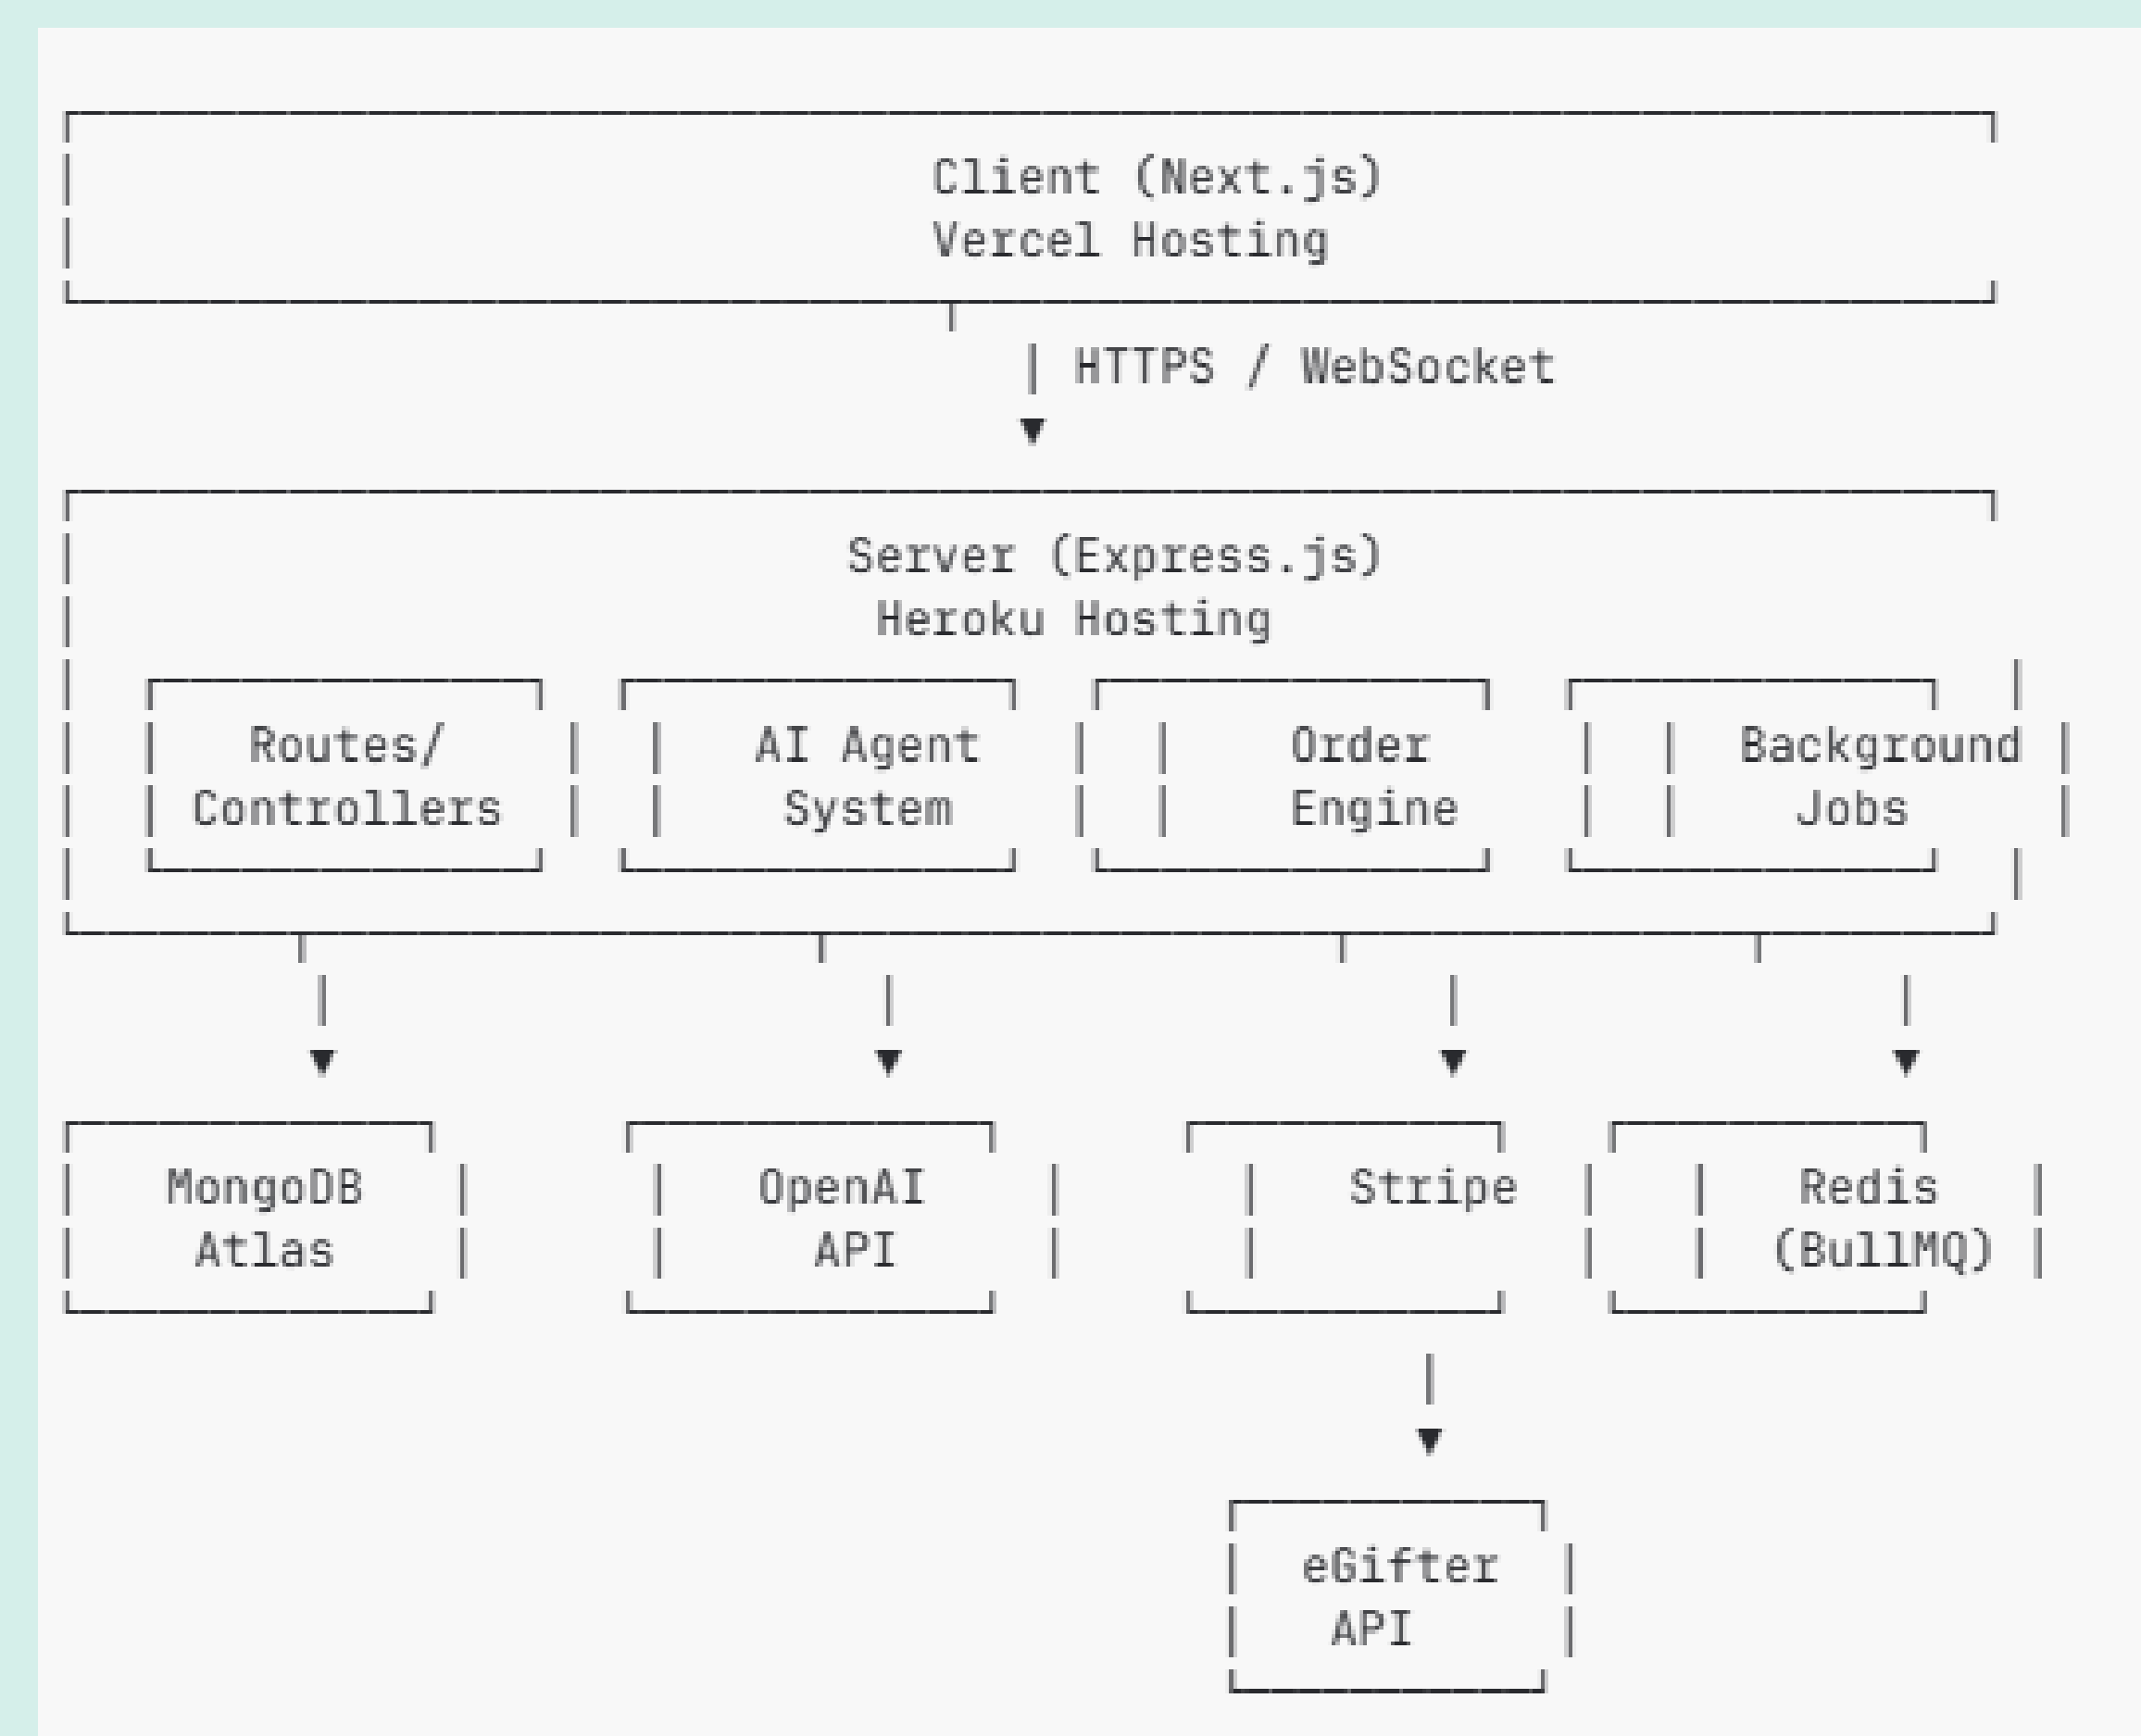 Client (Next.js)
Vercel Hosting
HTTPS / WebSocket
Server (Express.js)
Heroku Hosting
Routes/
Controllers
AI Agent
System
Order
Engine
Background
Jobs
MongoDB
Atlas
OpenAI
API
Stripe
Redis
(BullMQ)
eGifter
API